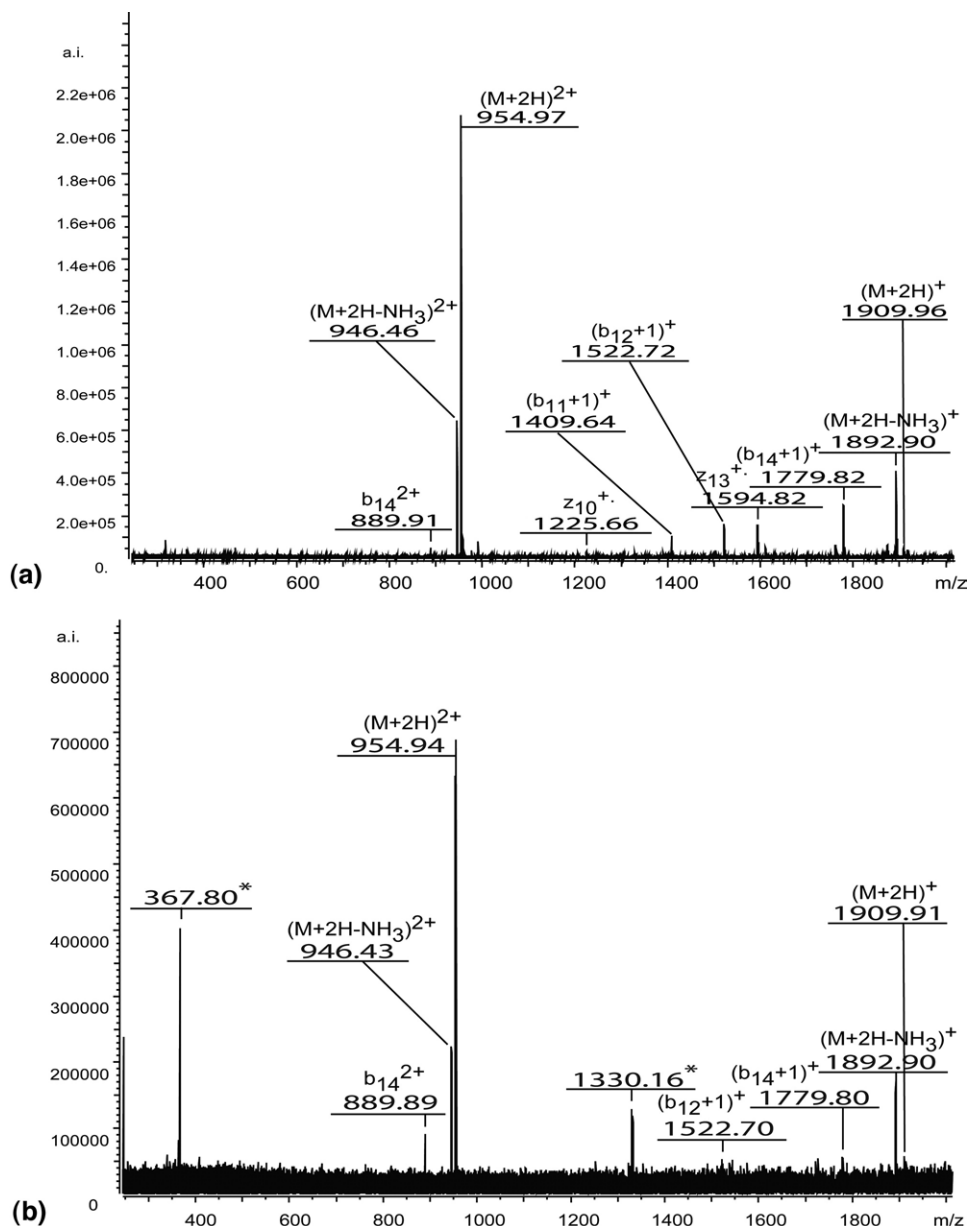 a.i.
2.2e+06
2.0e+06
1.8e+06
1.6e+06
1.4e+06
1.2e+06
1.0e+06
8.0e+05
6.0e+05
4.0e+05
2.0e+05
0.
(M+2H)2+
954.97
(M+2H-NH3)2+
946.46
b14 2+
889.91
z10+.
1225.66
(b11+1)+
1409.64
(b12+1)+
1522.72
z13+.
1594.82
(b14+1)+
1779.82
(M+2H-NH3)+
1892.90
(M+2H)+
1909.96
(a)
400 600 800 1000 1200 1400 1600 1800 m/z
a.i.
800000
700000
600000
500000
400000
300000
200000
100000
0
367.80*
(M+2H)2+
954.94
(M+2H-NH3)2+
946.43
b14 2+
889.89
1330.16*
(b12+1)+
1522.70
(b14+1)+
1779.80
(M+2H-NH3)+
1892.90
(M+2H)+
1909.91
(b)
400 600 800 1000 1200 1400 1600 1800 m/z